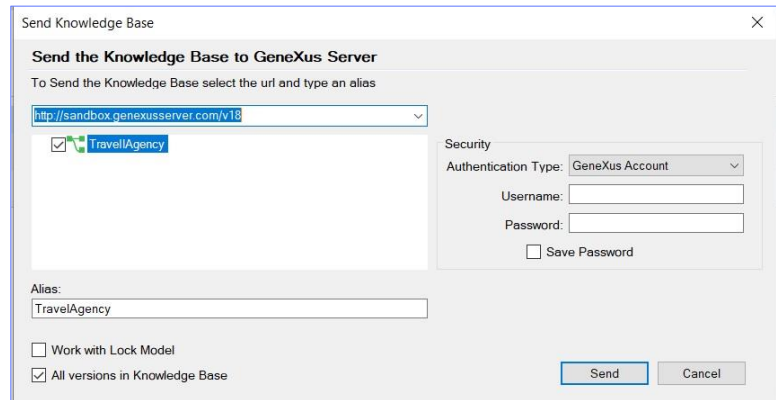 Send Knowledge Base
Send the Knowledge Base to GeneXus Server
To Send the Knowledge Base select the url and type an alias
http://sandbox.genexusserver.com/v18
TravellAgency
Security
Authentication Type: GeneXus Account
Username:
Password:
Save Password
Alias:
TravelAgency
Work with Lock Model
All versions in Knowledge Base
Send Cancel